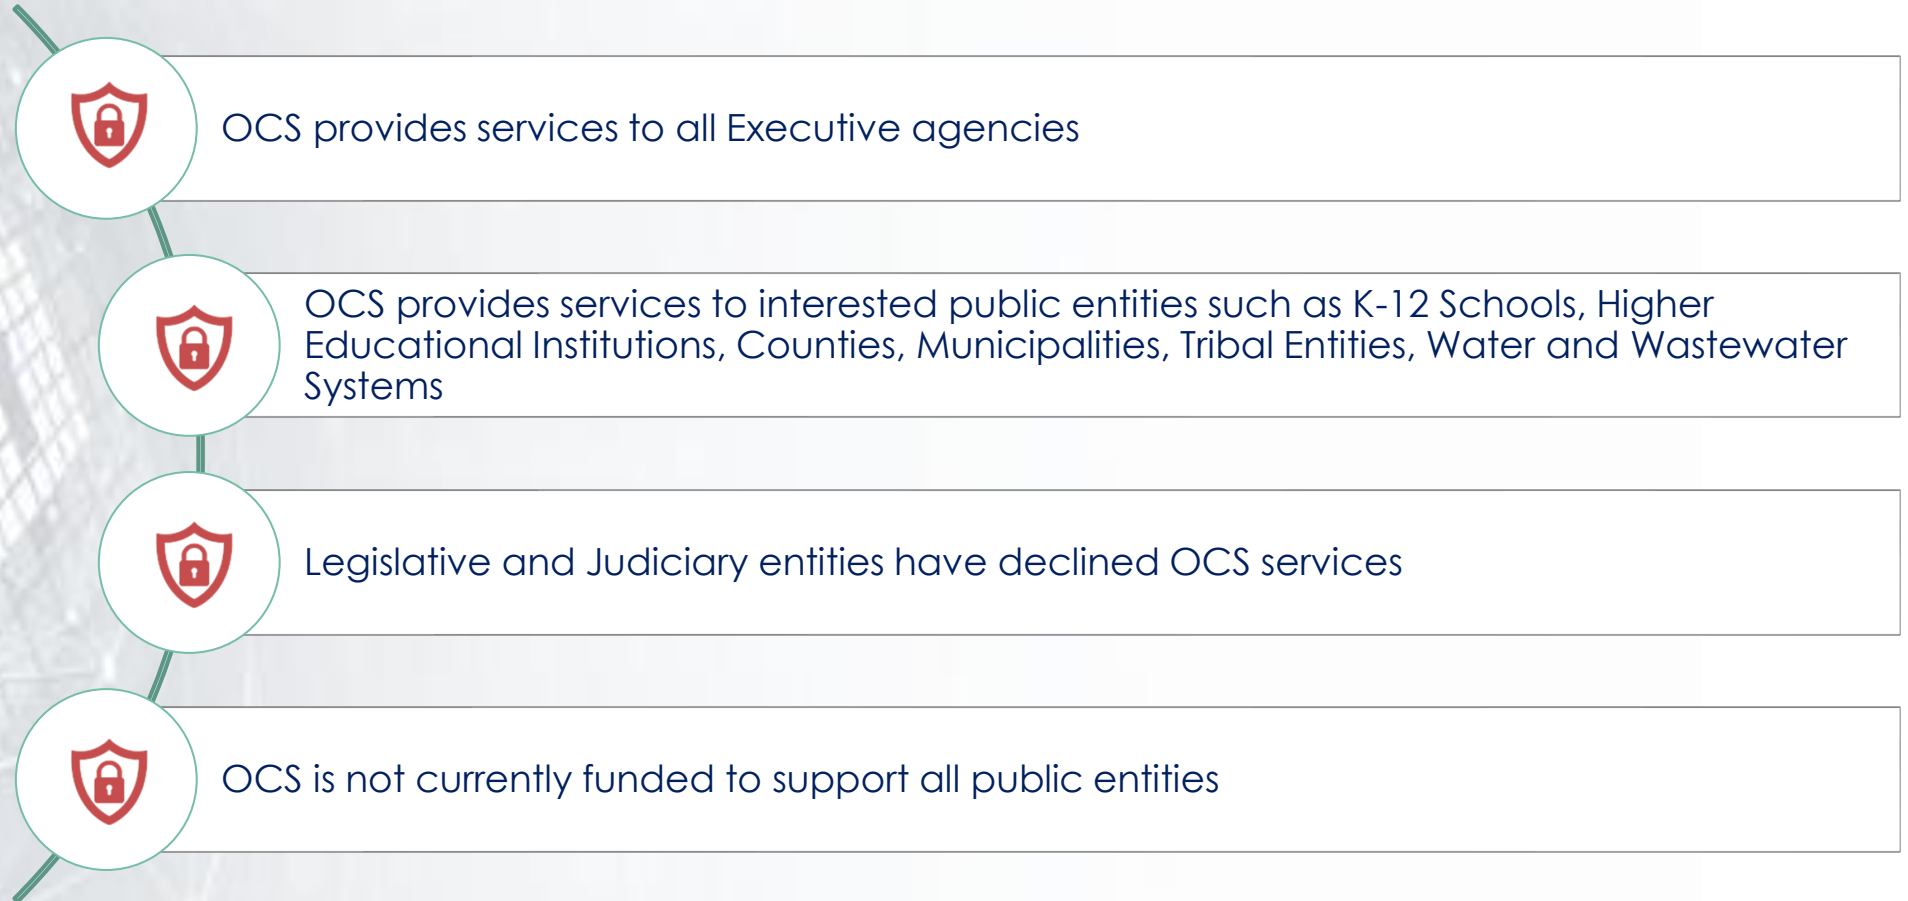 OCS provides services to all Executive agencies
OCS provides services to interested public entities such as K-12 Schools, Higher
Educational Institutions, Counties, Municipalities, Tribal Entities, Water and Wastewater
Systems
Legislative and Judiciary entities have declined OCS services
OCS is not currently funded to support all public entities